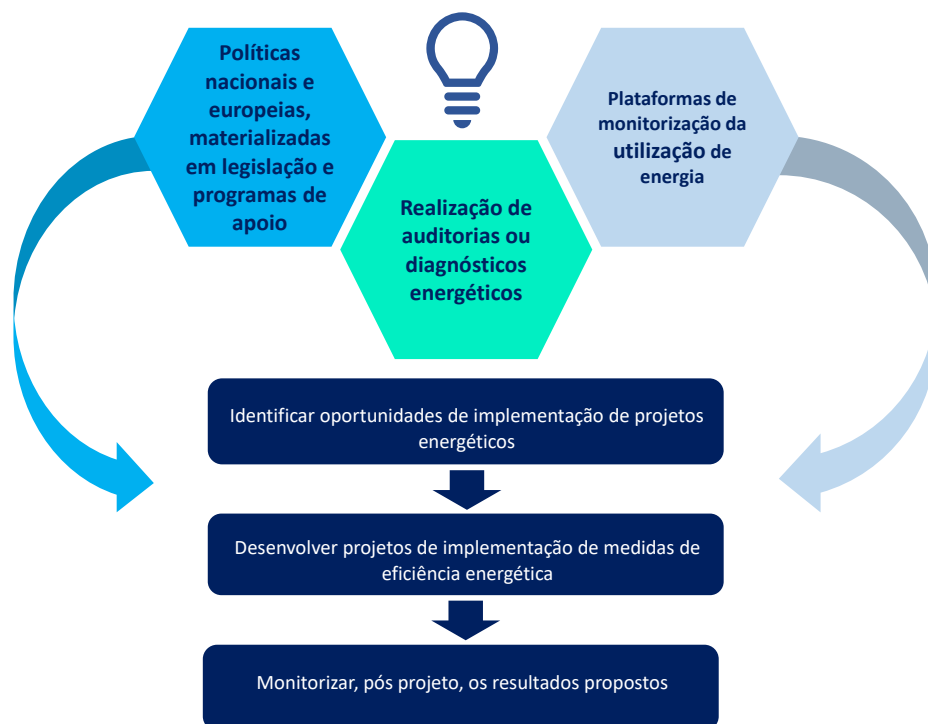 Políticas
nacionais e
europeias,
materializadas
em legislação e
programas de
apoio
Realização de
auditorias ou
diagnósticos
energéticos
Plataformas de
monitorização da
utilização de
energia
Identificar oportunidades de implementação de projetos
energéticos
Desenvolver projetos de implementação de medidas de
eficiência energética
Monitorizar, pós projeto, os resultados propostos